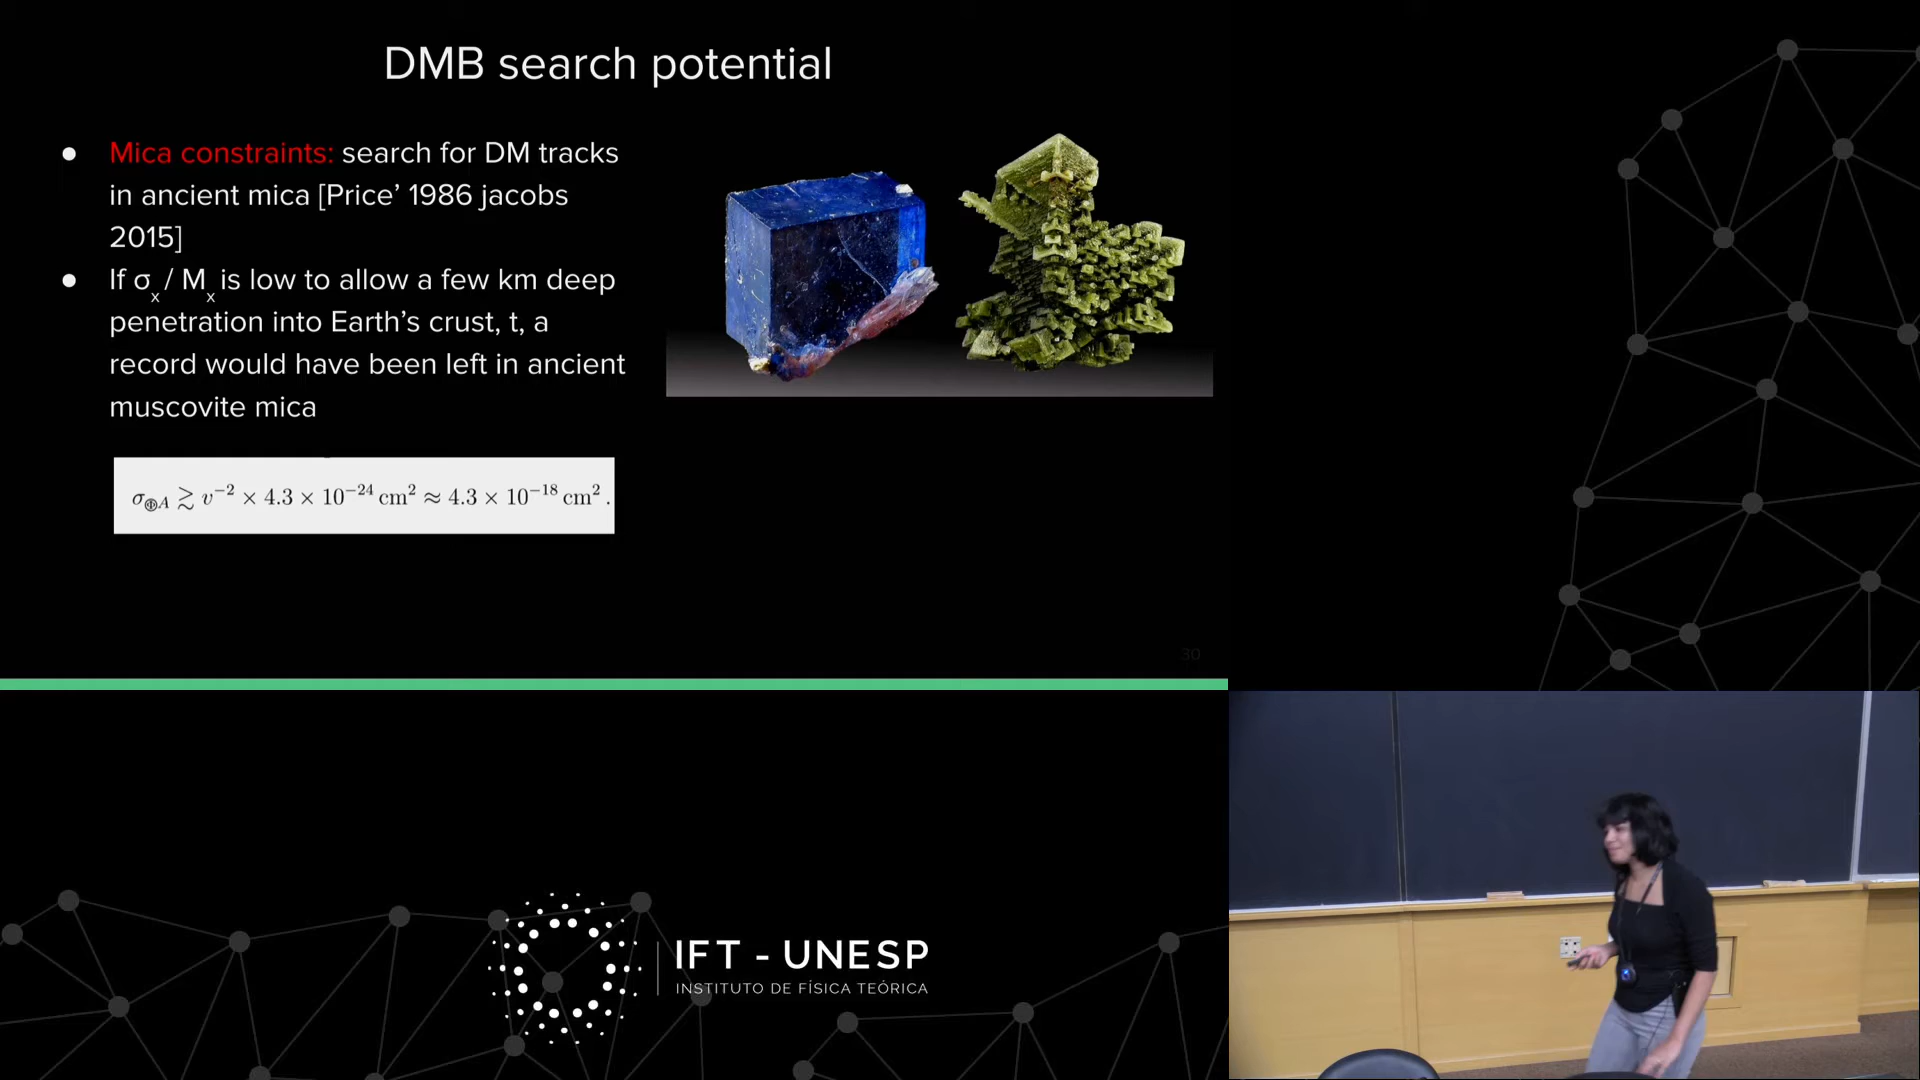 DMB search potential
● Mica constraints: search for DM tracks
in ancient mica [Price’ 1986 jacobs
2015]
● If σₓ / Mₓ is low to allow a few km deep
penetration into Earth’s crust, t, a
record would have been left in ancient
muscovite mica
σ_{⊕A} ≳ v⁻² × 4.3 × 10⁻²⁴ cm² ≈ 4.3 × 10⁻¹⁸ cm² .
30
IFT - UNESP
INSTITUTO DE FÍSICA TEÓRICA